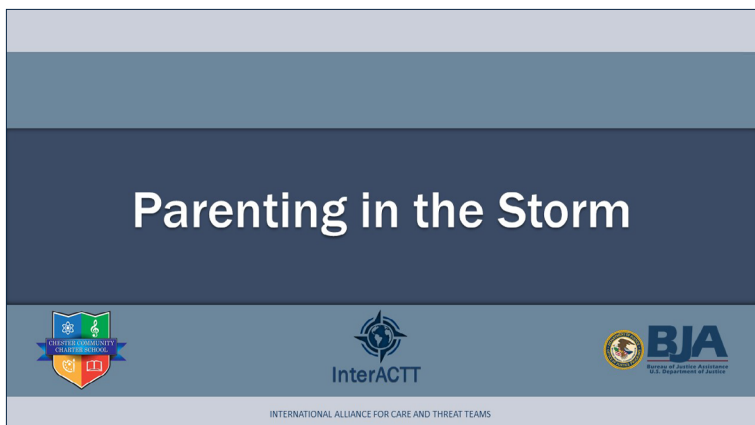 Parenting in the Storm
CHESTER COMMUNITY
CHARTER SCHOOL
InterACTT
BJA
Bureau of Justice Assistance
U.S. Department of Justice
INTERNATIONAL ALLIANCE FOR CARE AND THREAT TEAMS